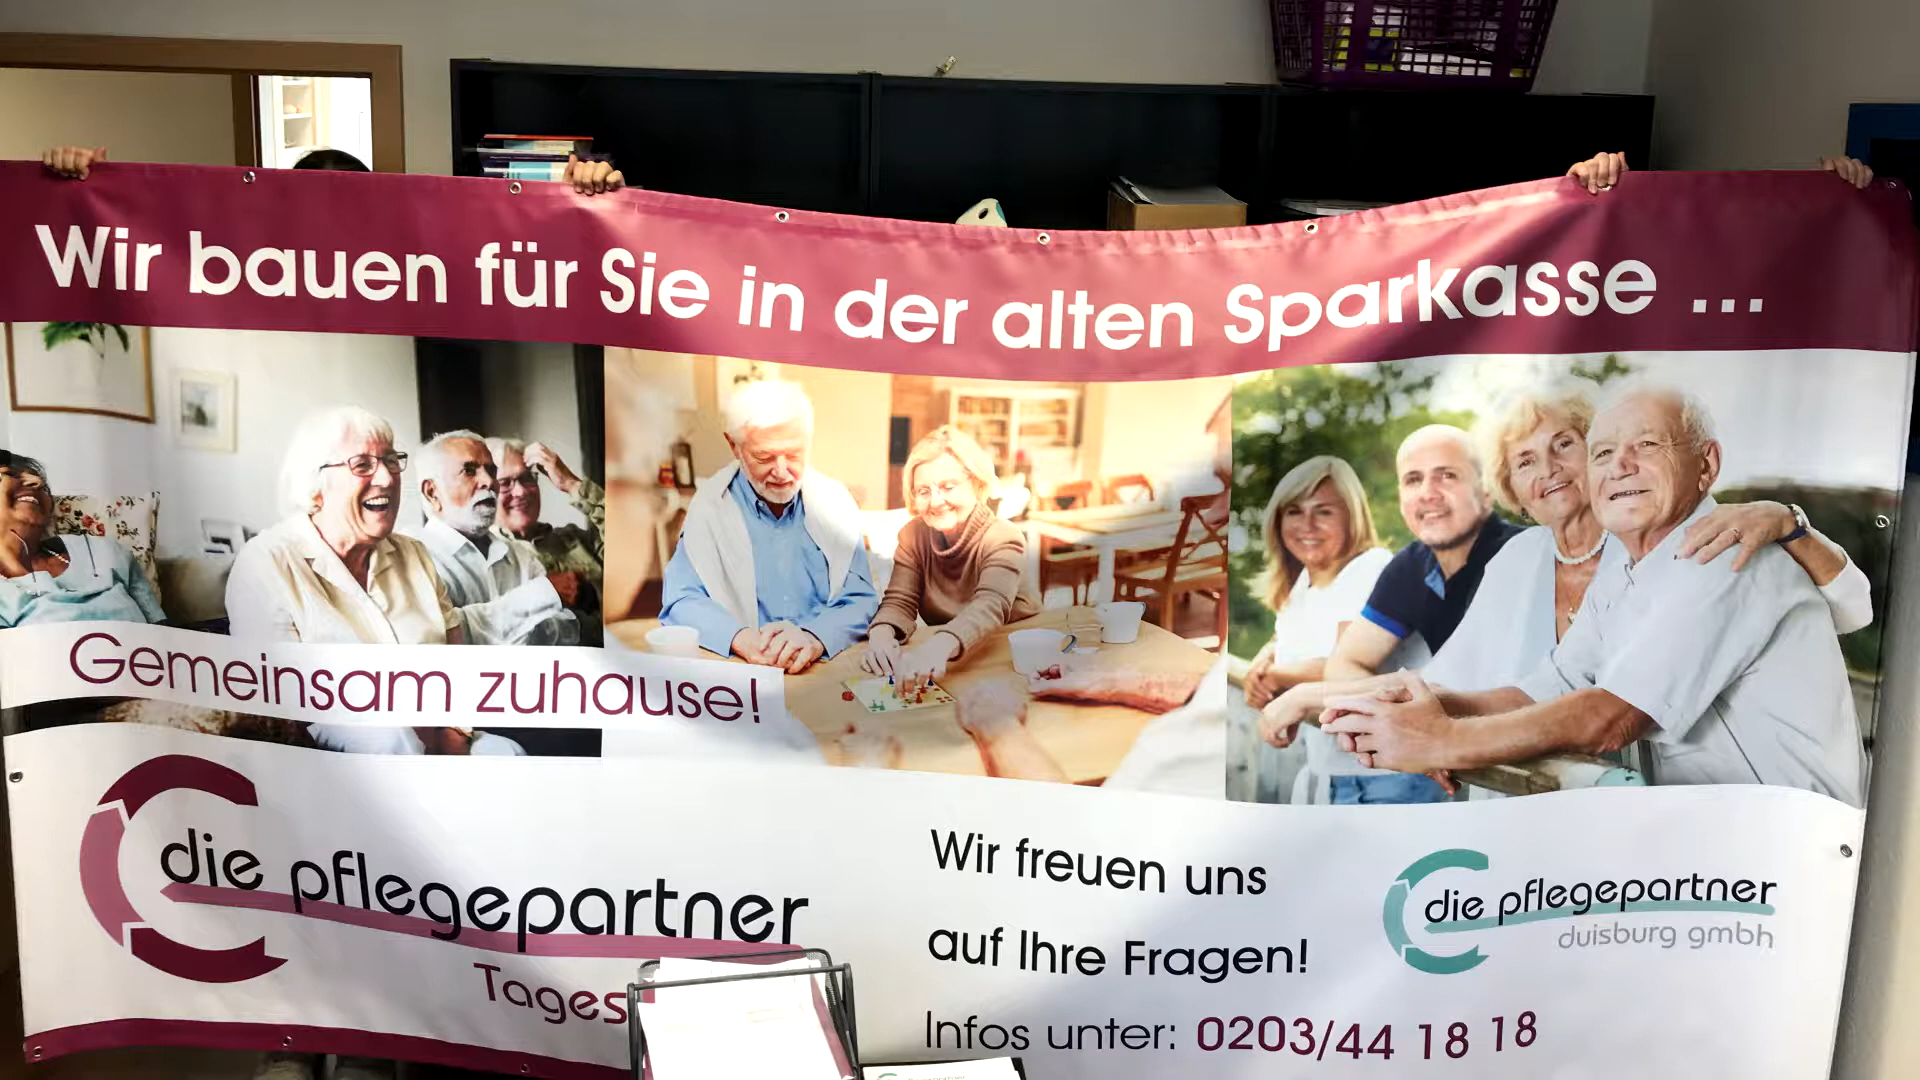 Wir bauen für Sie in der alten Sparkasse ...
Gemeinsam zuhause!
die pflegepartner
Tages
Wir freuen uns
auf Ihre Fragen!
Infos unter: 0203/44 18 18
die pflegepartner
duisburg gmbh